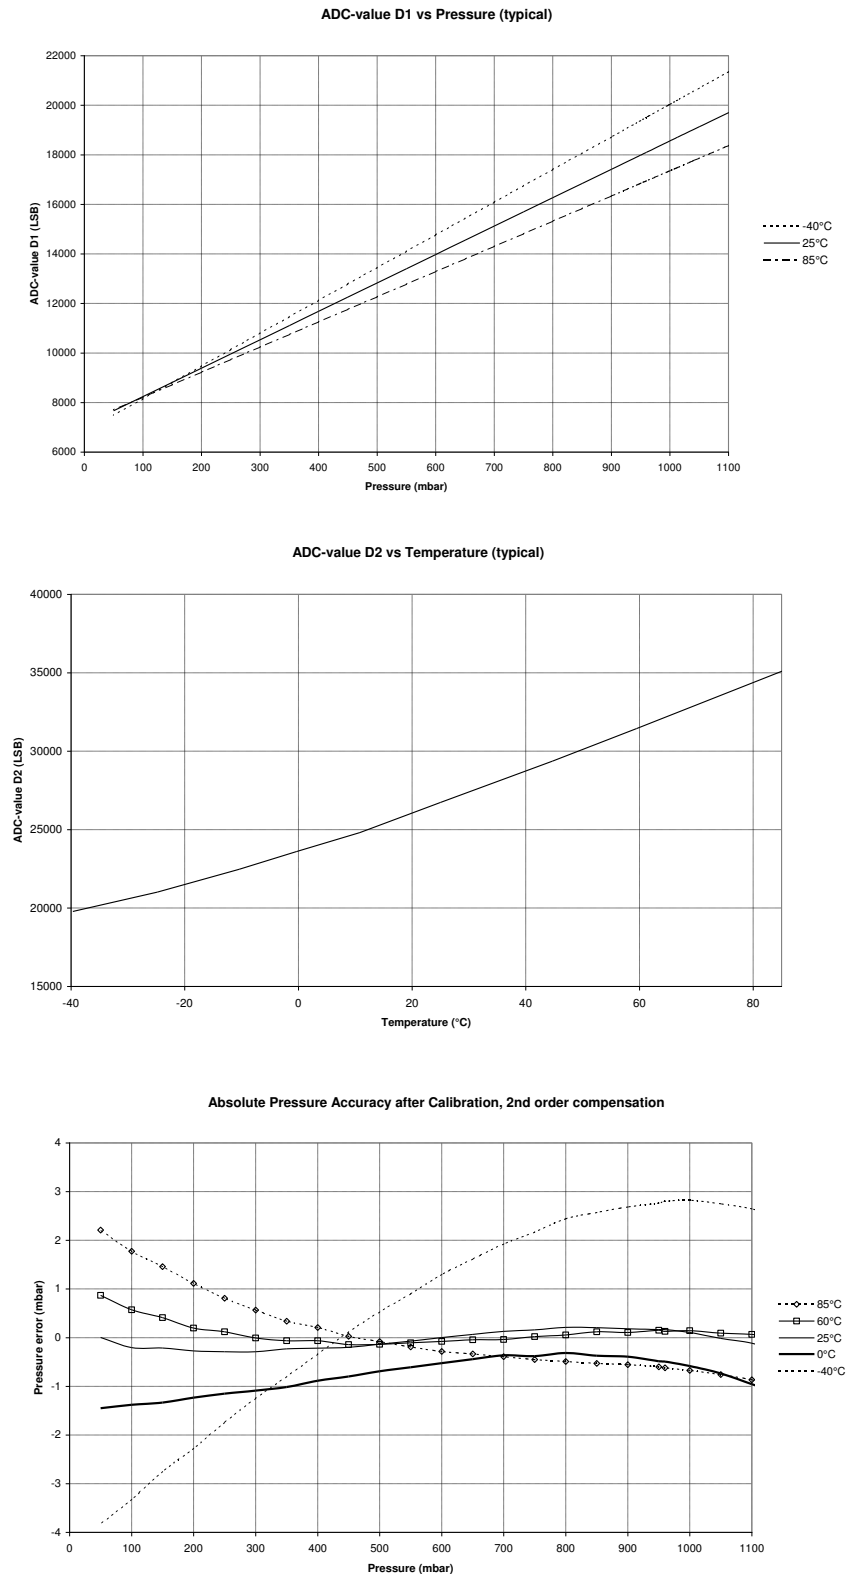 ADC-value D1 vs Pressure (typical)
22000
20000
18000
16000
14000
12000
10000
8000
6000
ADC-value D1 (LSB)
0 100 200 300 400 500 600 700 800 900 1000 1100
Pressure (mbar)
-40°C
25°C
85°C
ADC-value D2 vs Temperature (typical)
40000
35000
30000
25000
20000
15000
ADC-value D2 (LSB)
-40 -20 0 20 40 60 80
Temperature (°C)
Absolute Pressure Accuracy after Calibration, 2nd order compensation
4
3
2
1
0
-1
-2
-3
-4
Pressure error (mbar)
0 100 200 300 400 500 600 700 800 900 1000 1100
Pressure (mbar)
85°C
60°C
25°C
0°C
-40°C